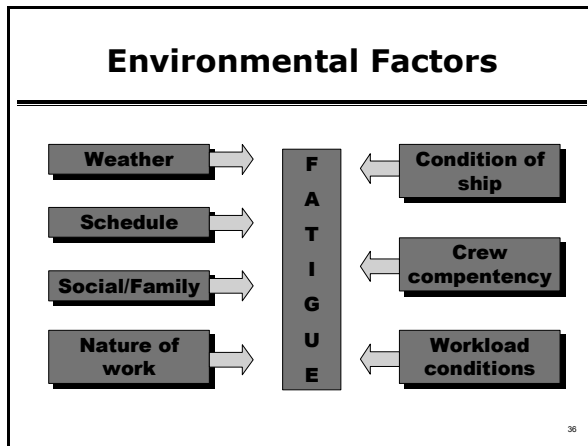 Environmental Factors
Weather
Schedule
Social/Family
Nature of
work
F
A
T
I
G
U
E
Condition of
ship
Crew
compentency
Workload
conditions
36